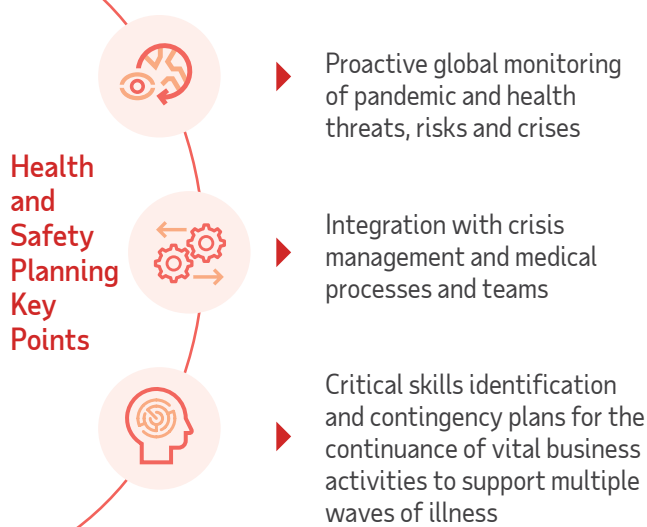 Health
and
Safety
Planning
Key
Points
Proactive global monitoring
of pandemic and health
threats, risks and crises
Integration with crisis
management and medical
processes and teams
Critical skills identification
and contingency plans for the
continuance of vital business
activities to support multiple
waves of illness